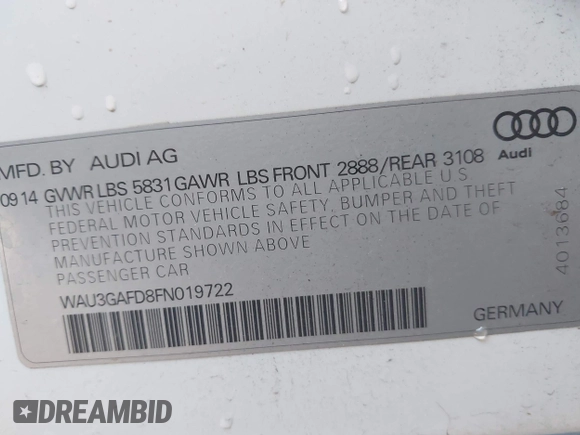 MFD. BY AUDI AG
0914 GVWR LBS 5831 GAWR LBS FRONT 2888/REAR 3108
THIS VEHICLE CONFORMS TO ALL APPLICABLE U S
FEDERAL MOTOR VEHICLE SAFETY, BUMPER AND THEFT
PREVENTION STANDARDS IN EFFECT ON THE DATE OF
MANUFACTURE SHOWN ABOVE
PASSENGER CAR
WAU3GAFD8FN019722
Audi
4013684
GERMANY
DREAMBID